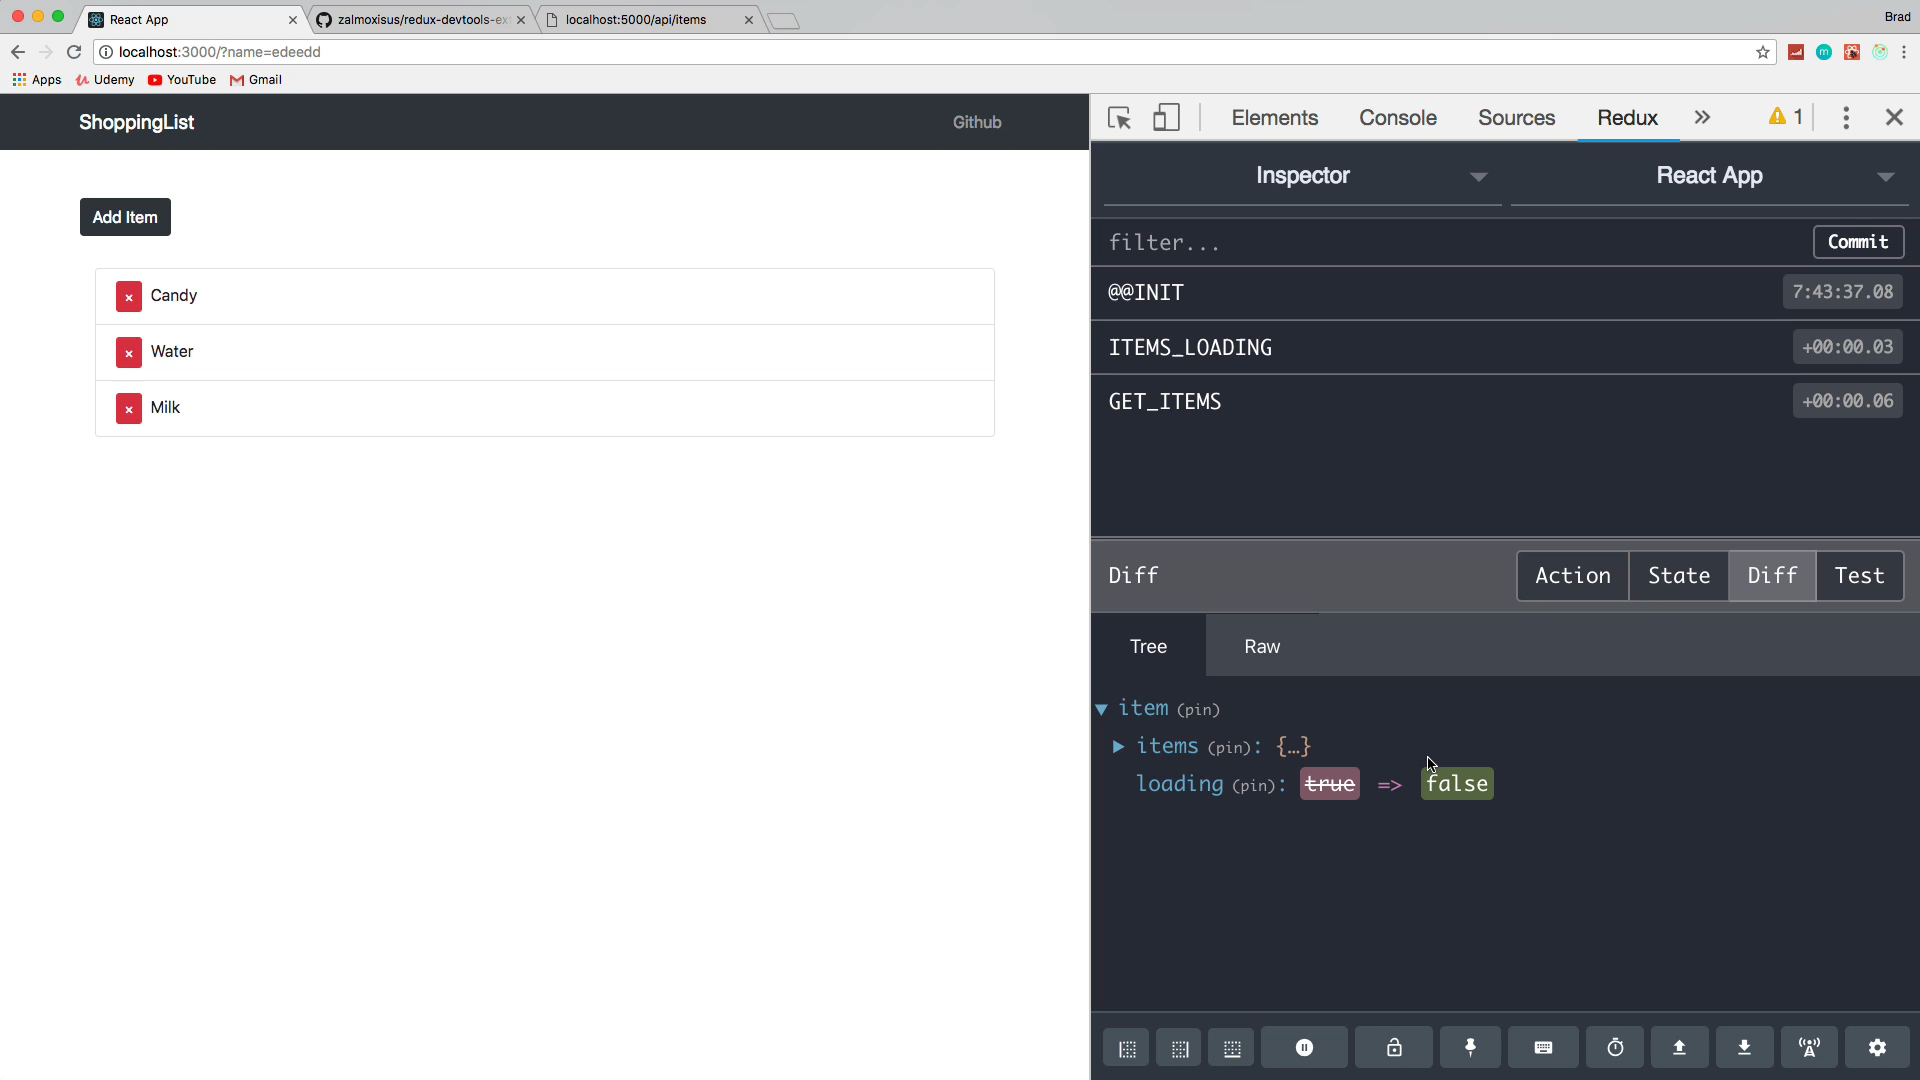 React App
zalmoxisus/redux-devtools-ex
localhost:5000/api/items
Brad
localhost:3000/?name=edeedd
Apps
Udemy
YouTube
Gmail
ShoppingList
Github
Add Item
× Candy
× Water
× Milk
Elements
Console
Sources
Redux
1
Inspector
React App
filter...
Commit
@@INIT
7:43:37.08
ITEMS_LOADING
+00:00.03
GET_ITEMS
+00:00.06
Diff
Action
State
Diff
Test
Tree
Raw
item (pin)
items (pin): {…}
loading (pin): true => false